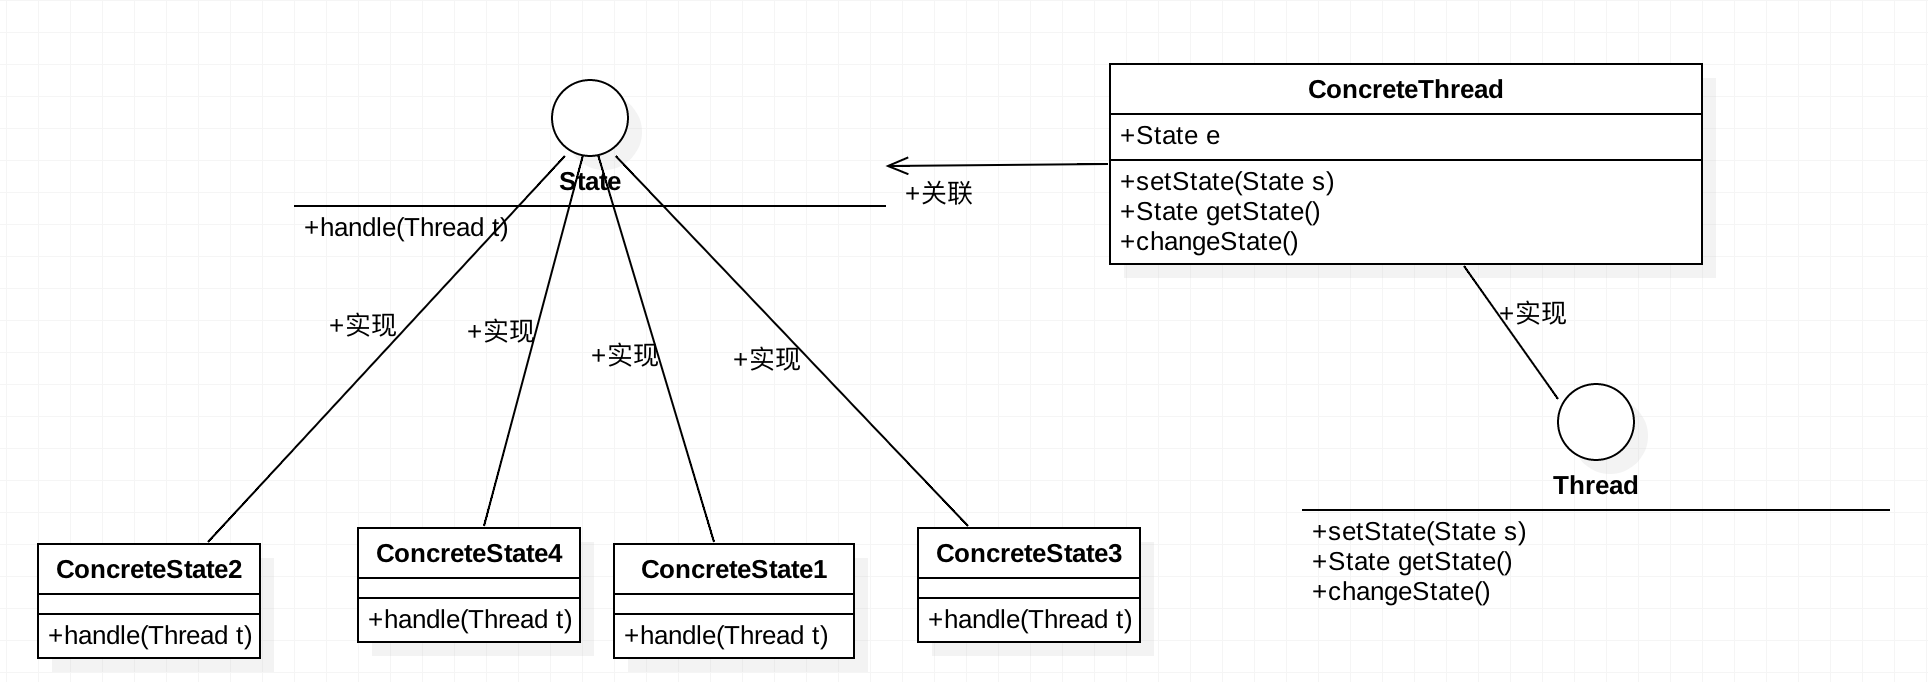 State
+handle(Thread t)
+关联
ConcreteThread
+State e
+setState(State s)
+State getState()
+changeState()
+实现
+实现
+实现
+实现
+实现
Thread
+setState(State s)
+State getState()
+changeState()
ConcreteState2
+handle(Thread t)
ConcreteState4
+handle(Thread t)
ConcreteState1
+handle(Thread t)
ConcreteState3
+handle(Thread t)